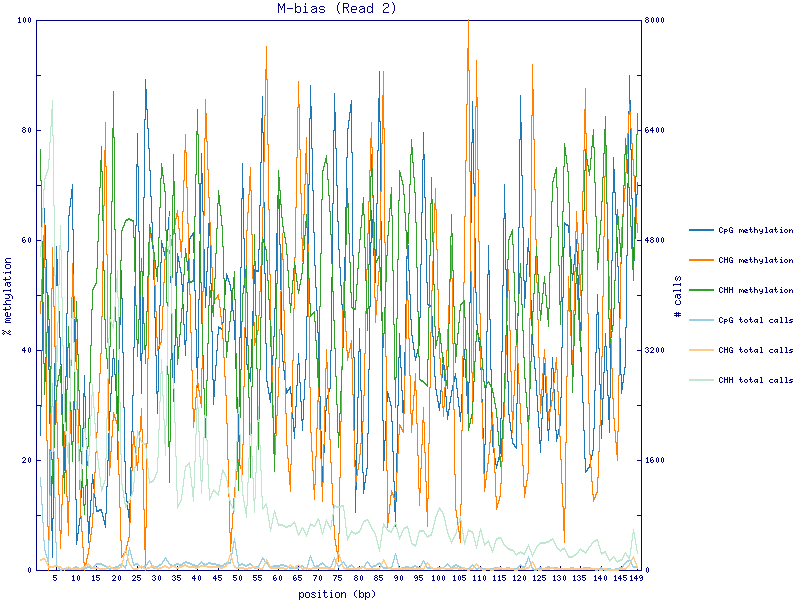 M-bias (Read 2)
100
80
60
40
20
0
% methylation
8000
6400
4800
3200
1600
0
# calls
5 10 15 20 25 30 35 40 45 50 55 60 65 70 75 80 85 90 95 100 105 110 115 120 125 130 135 140 145 149
position (bp)
CpG methylation
CHG methylation
CHH methylation
CpG total calls
CHG total calls
CHH total calls